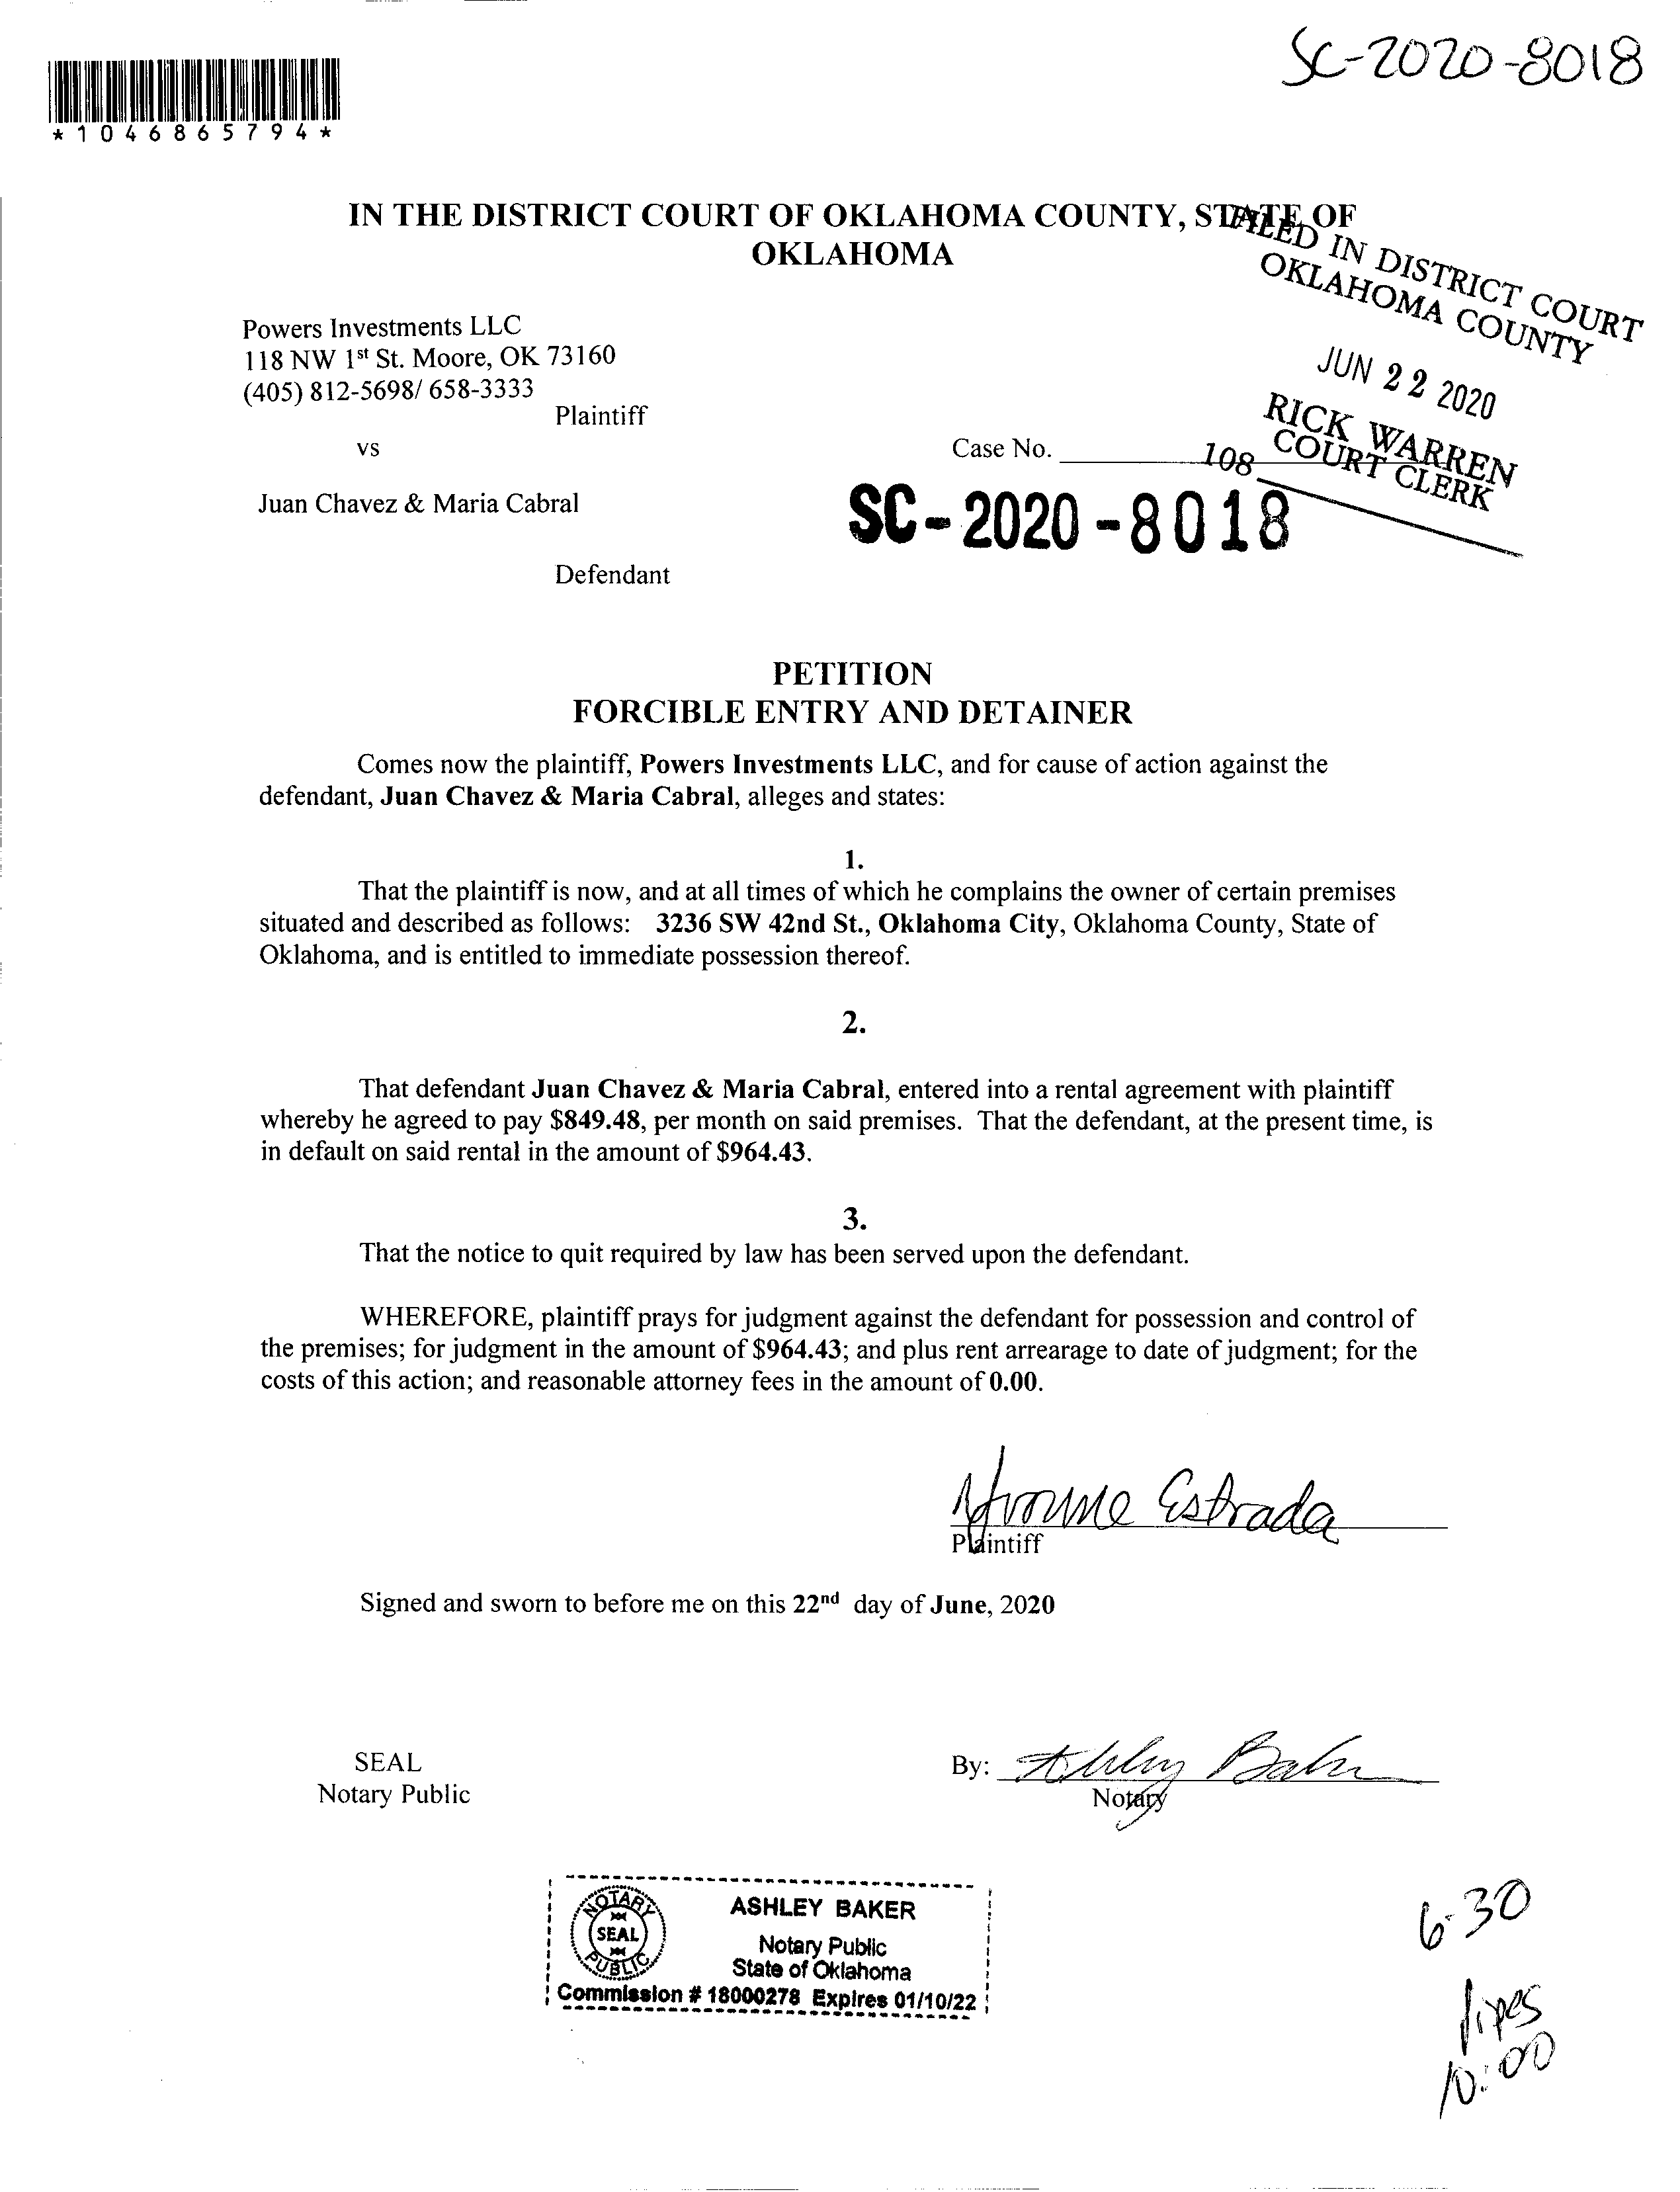 SC-2020-8018
*1046865794*
IN THE DISTRICT COURT OF OKLAHOMA COUNTY, STATE OF
OKLAHOMA
FILED IN DISTRICT COURT
OKLAHOMA COUNTY
JUN 22 2020
RICK WARREN
COURT CLERK
108
Powers Investments LLC
118 NW 1st St. Moore, OK 73160
(405) 812-5698/ 658-3333
Plaintiff
vs
Case No.
Juan Chavez & Maria Cabral
SC-2020-8018
Defendant
PETITION
FORCIBLE ENTRY AND DETAINER
Comes now the plaintiff, Powers Investments LLC, and for cause of action against the
defendant, Juan Chavez & Maria Cabral, alleges and states:
1.
That the plaintiff is now, and at all times of which he complains the owner of certain premises
situated and described as follows: 3236 SW 42nd St., Oklahoma City, Oklahoma County, State of
Oklahoma, and is entitled to immediate possession thereof.
2.
That defendant Juan Chavez & Maria Cabral, entered into a rental agreement with plaintiff
whereby he agreed to pay $849.48, per month on said premises. That the defendant, at the present time, is
in default on said rental in the amount of $964.43.
3.
That the notice to quit required by law has been served upon the defendant.
WHEREFORE, plaintiff prays for judgment against the defendant for possession and control of
the premises; for judgment in the amount of $964.43; and plus rent arrearage to date of judgment; for the
costs of this action; and reasonable attorney fees in the amount of 0.00.
Yvonne Estrada
Plaintiff
Signed and sworn to before me on this 22nd day of June, 2020
SEAL
Notary Public
By: Ashley Baker
Notary
NOTARY
SEAL
PUBLIC
ASHLEY BAKER
Notary Public
State of Oklahoma
Commission # 18000278 Expires 01/10/22
6-30
10:00